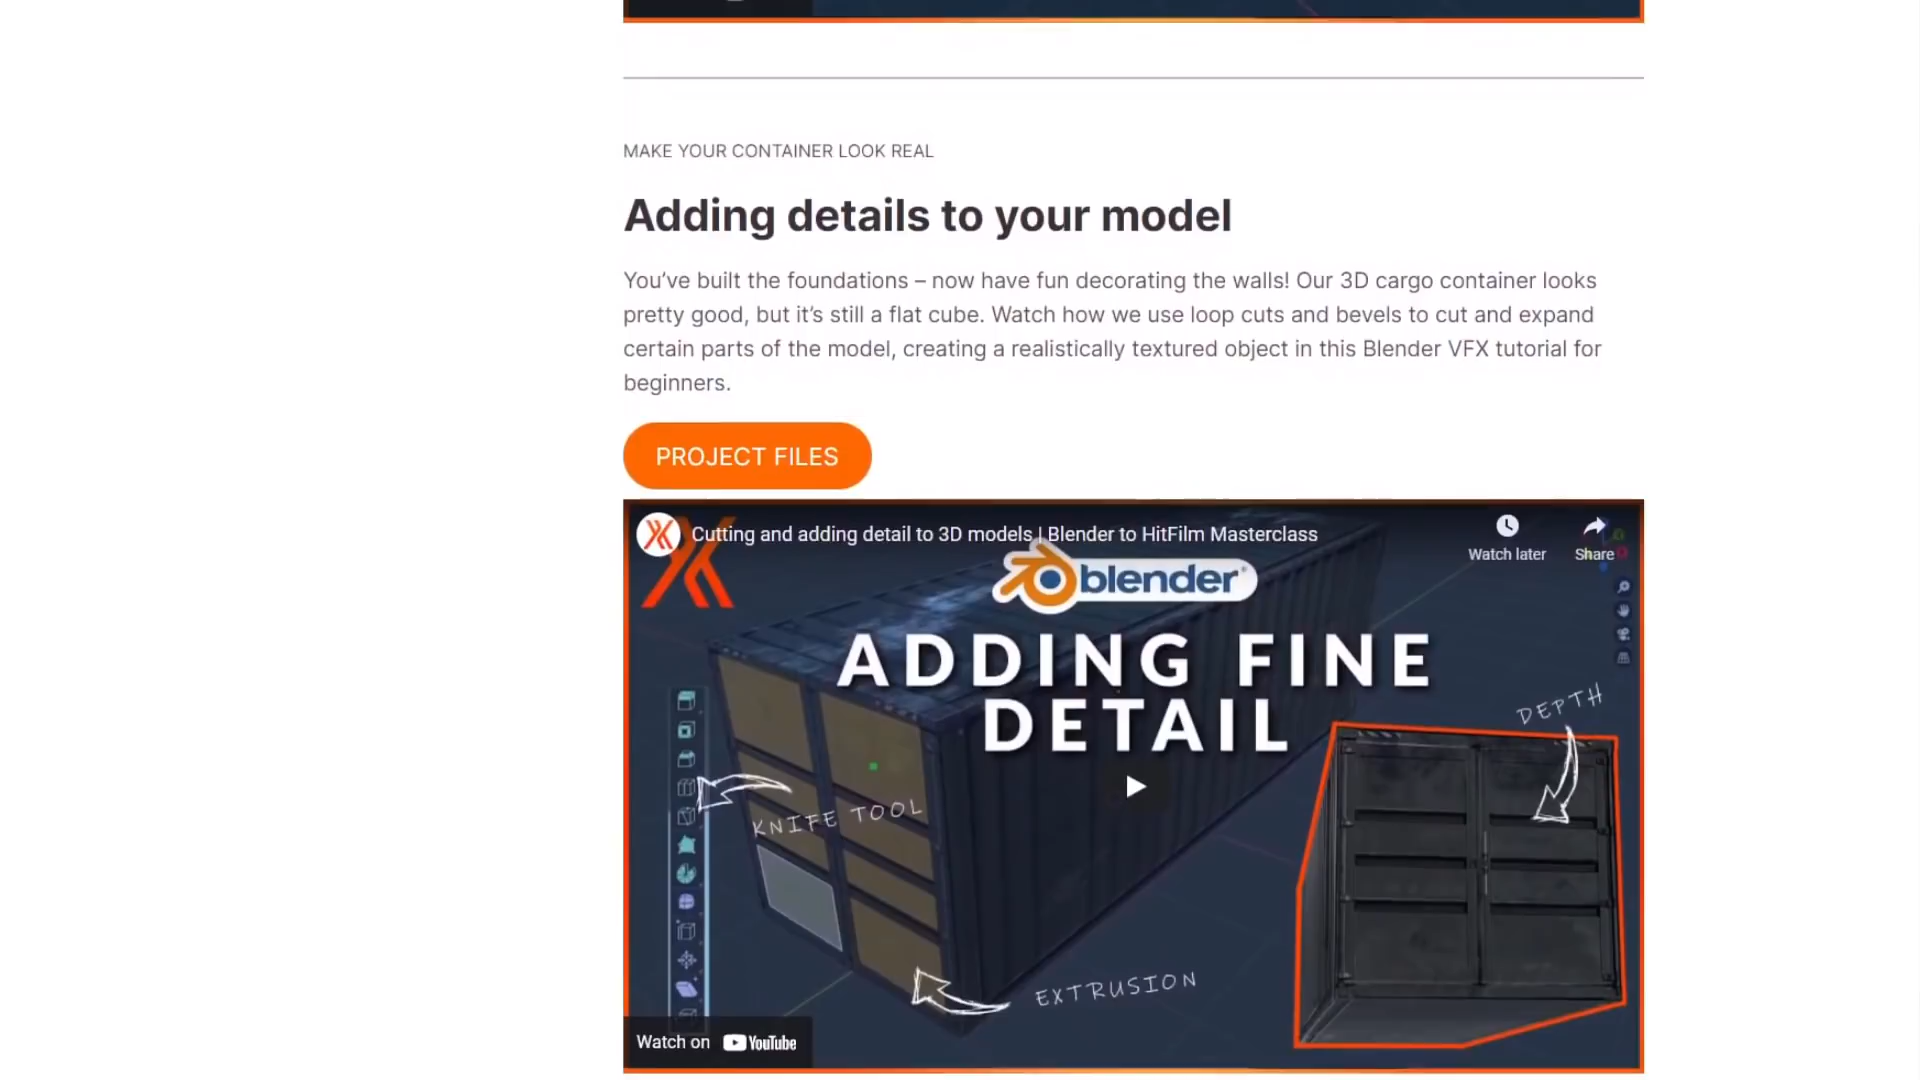 MAKE YOUR CONTAINER LOOK REAL
Adding details to your model
You’ve built the foundations – now have fun decorating the walls! Our 3D cargo container looks
pretty good, but it’s still a flat cube. Watch how we use loop cuts and bevels to cut and expand
certain parts of the model, creating a realistically textured object in this Blender VFX tutorial for
beginners.
PROJECT FILES
Cutting and adding detail to 3D models | Blender to HitFilm Masterclass
Watch later
Share
blender
ADDING FINE
DETAIL
DEPTH
KNIFE TOOL
EXTRUSION
Watch on YouTube